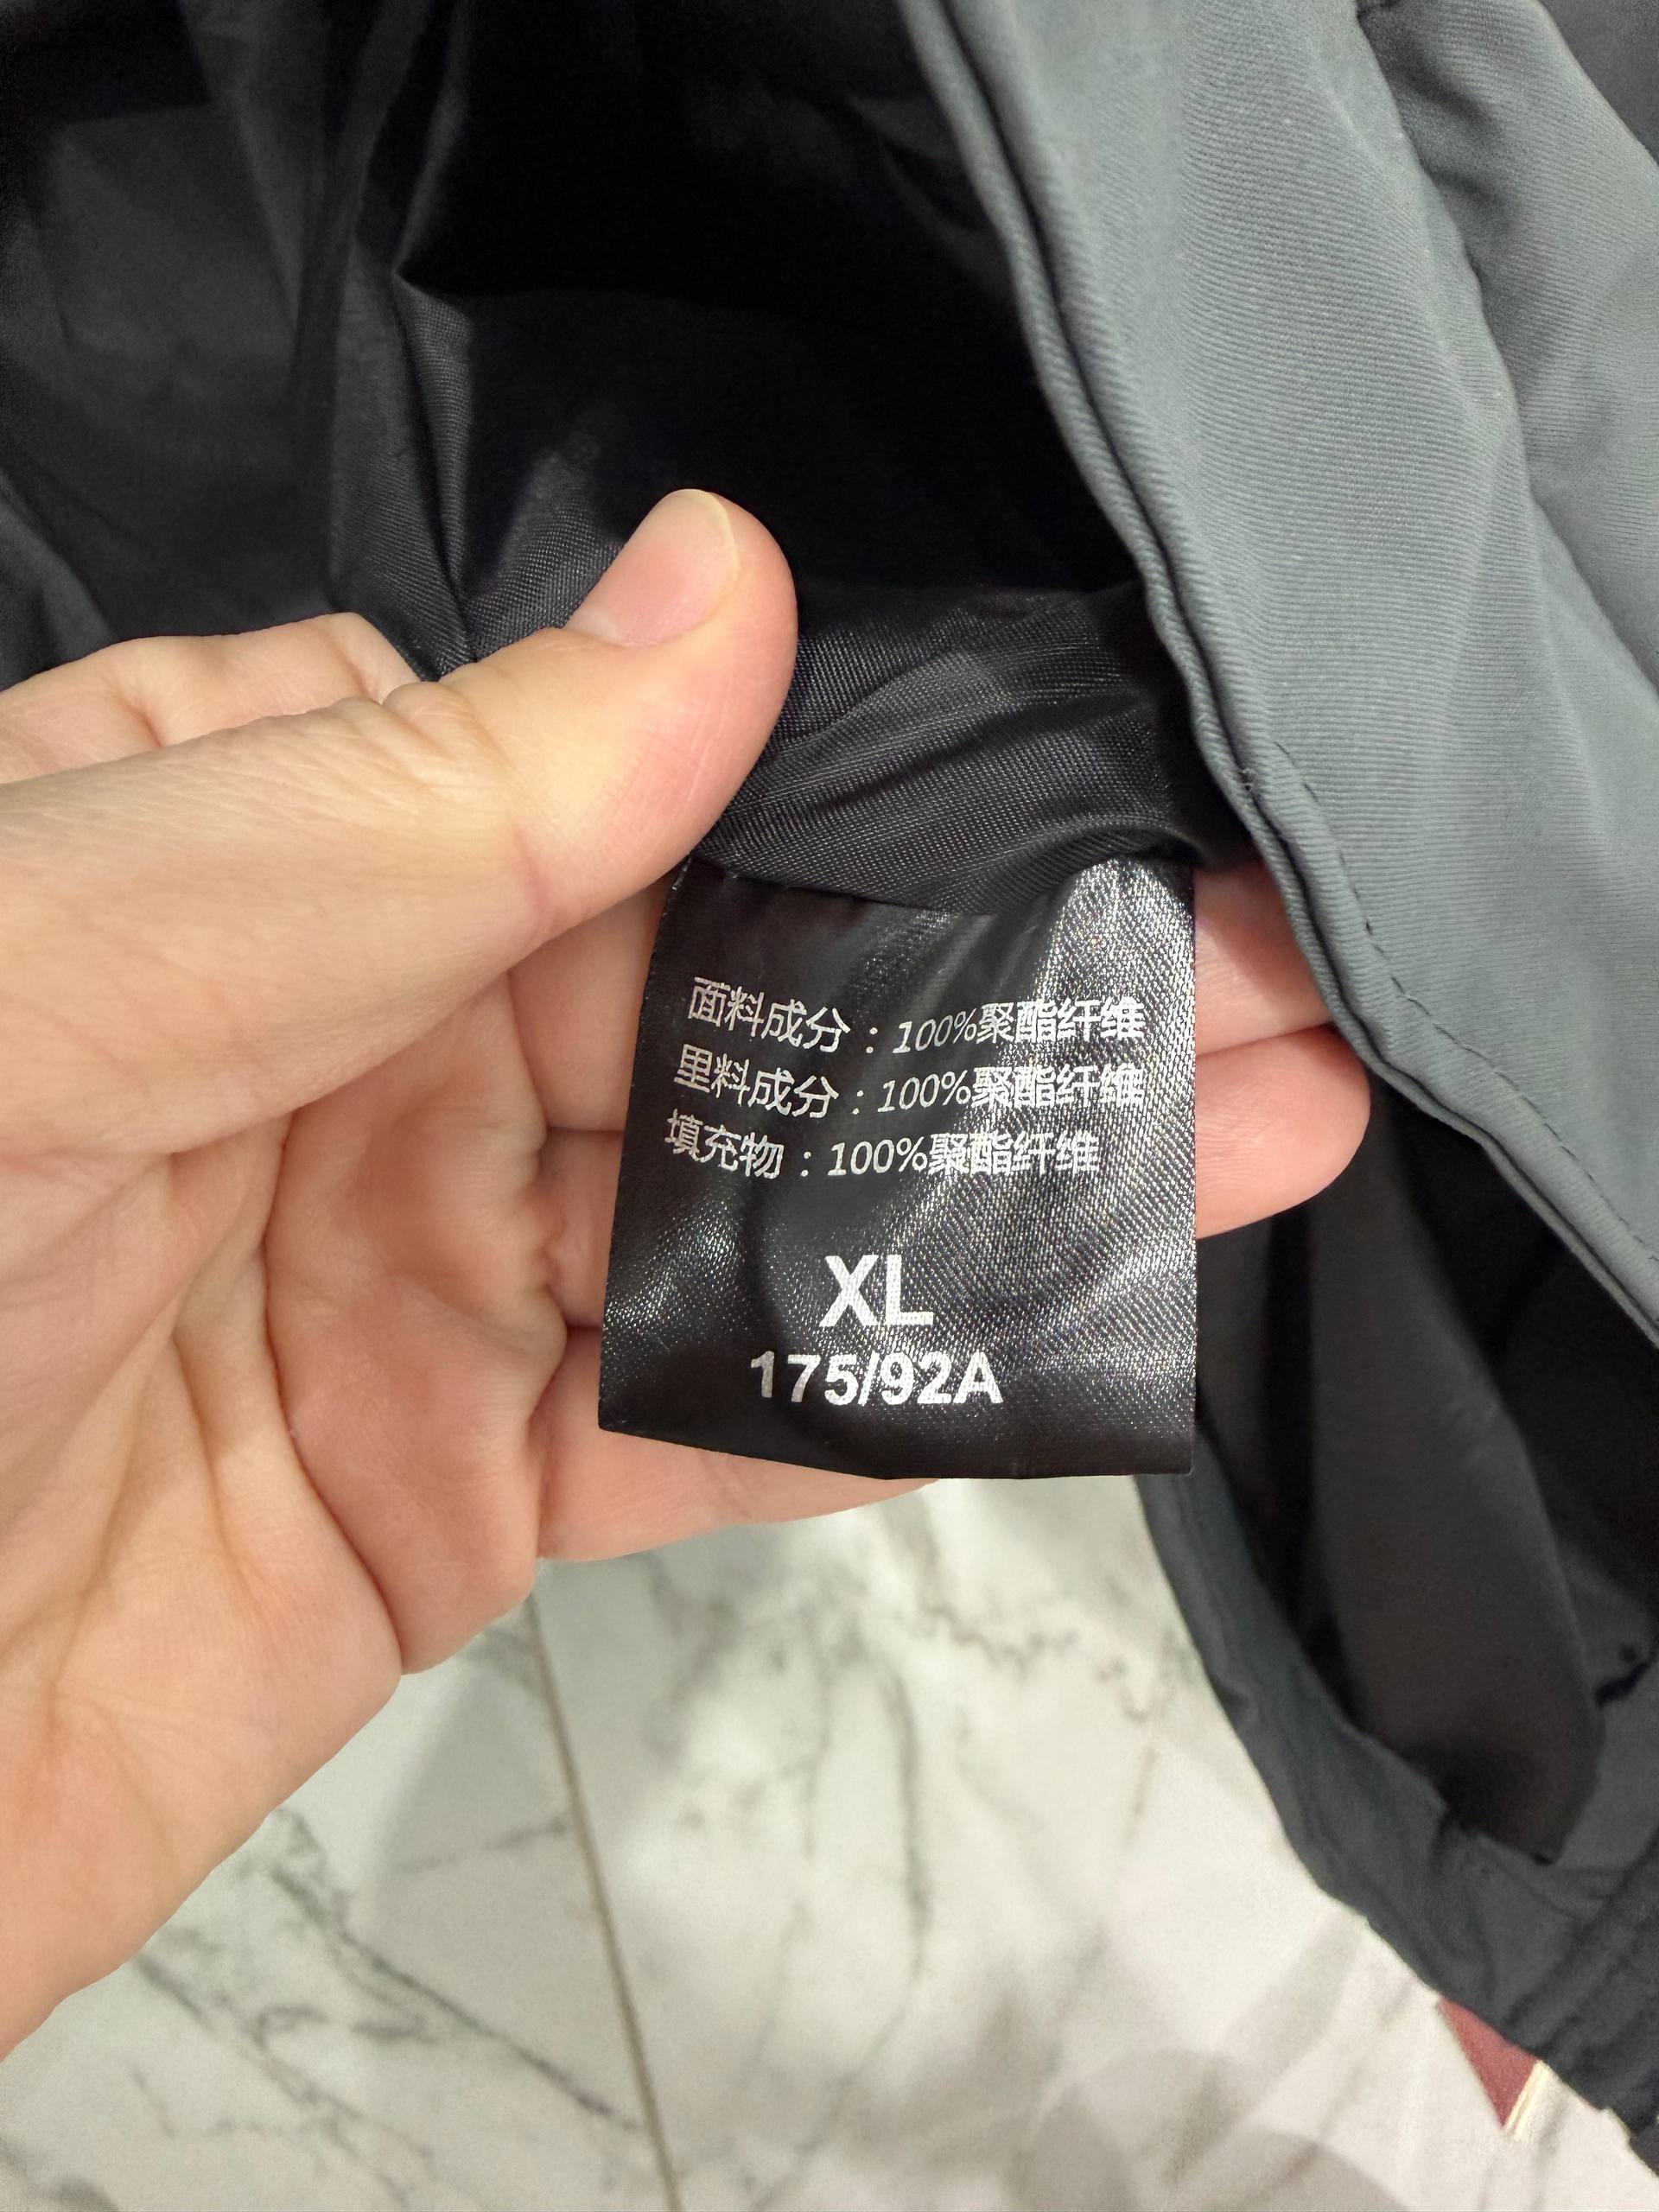 面料成分：100%聚酯纤维
里料成分：100%聚酯纤维
填充物：100%聚酯纤维
XL
175/92A